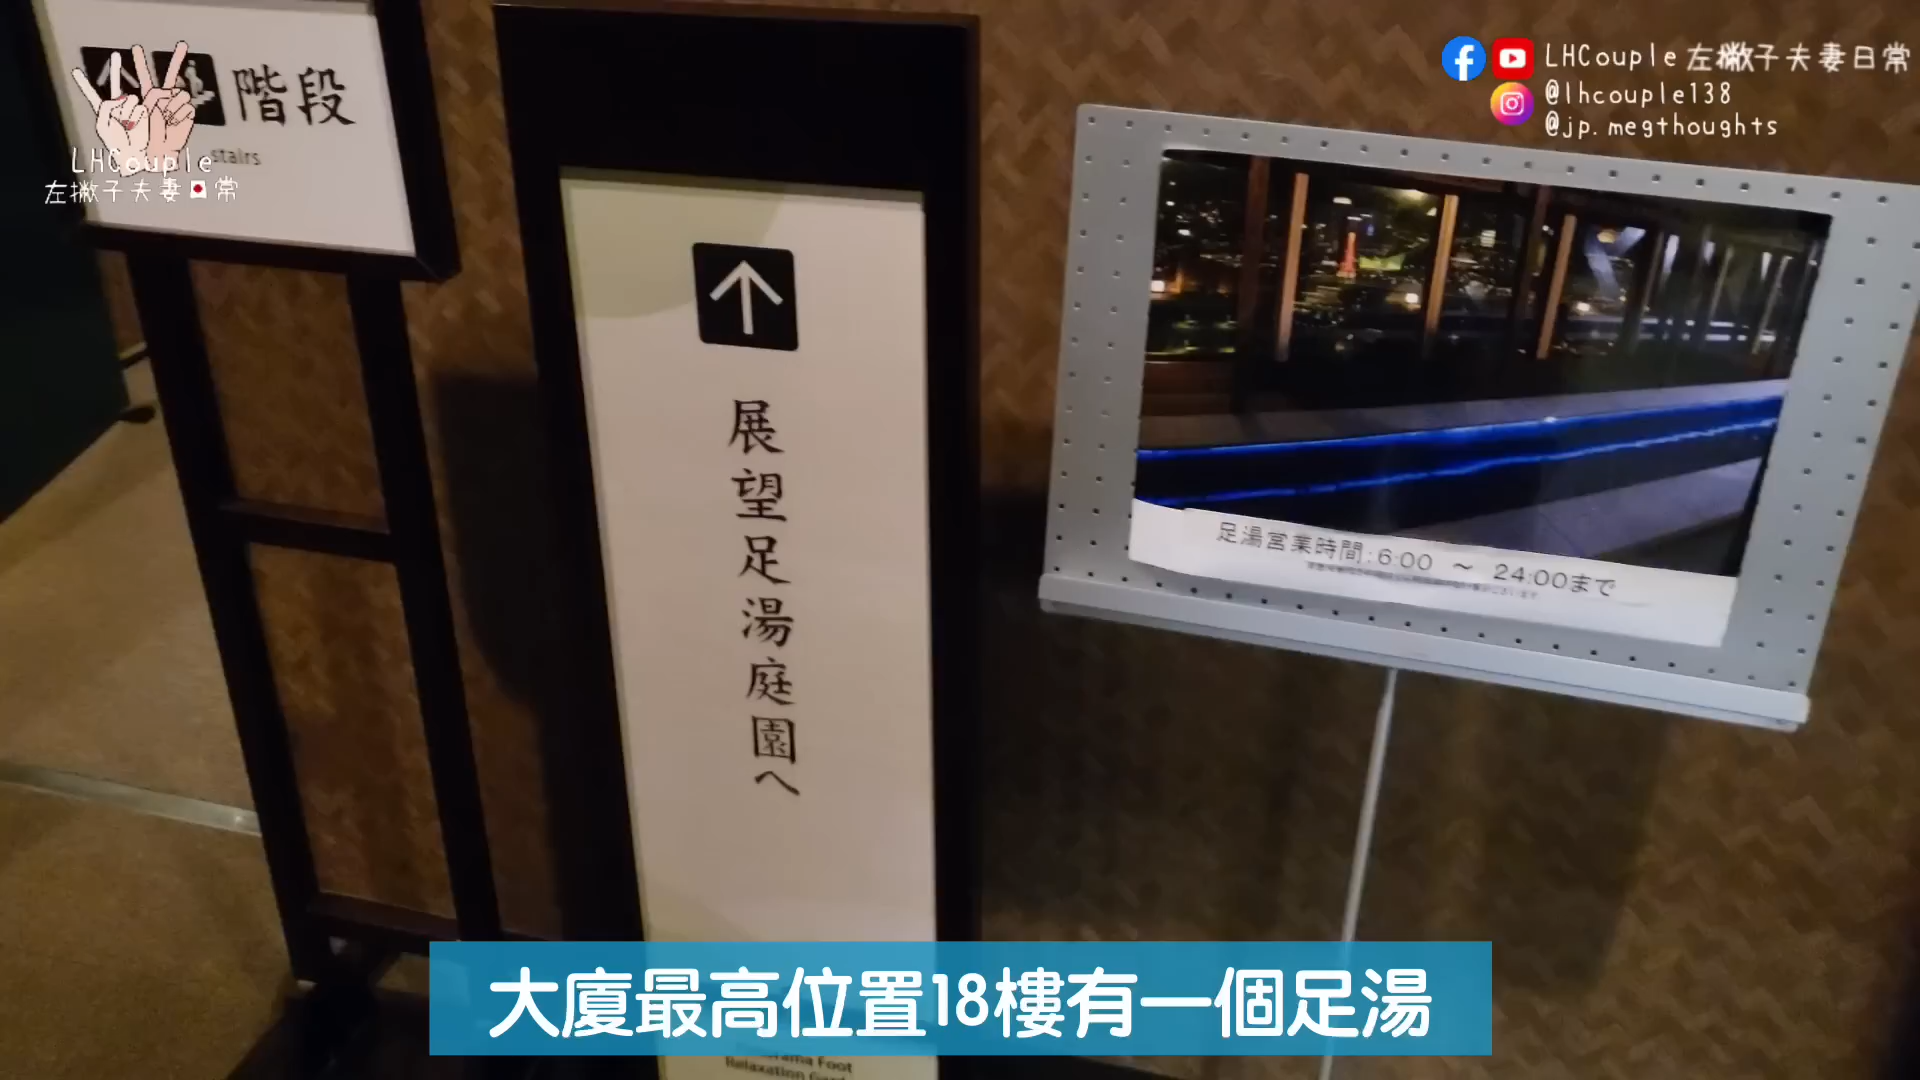 階段
stairs
LHCouple
左撇子夫妻日常
LHCouple 左撇子夫妻日常
@lhcouple138
@jp.megthoughts
展望足湯庭園へ
足湯営業時間:6:00 ～ 24:00まで
大廈最高位置18樓有一個足湯
Foot
Relaxation